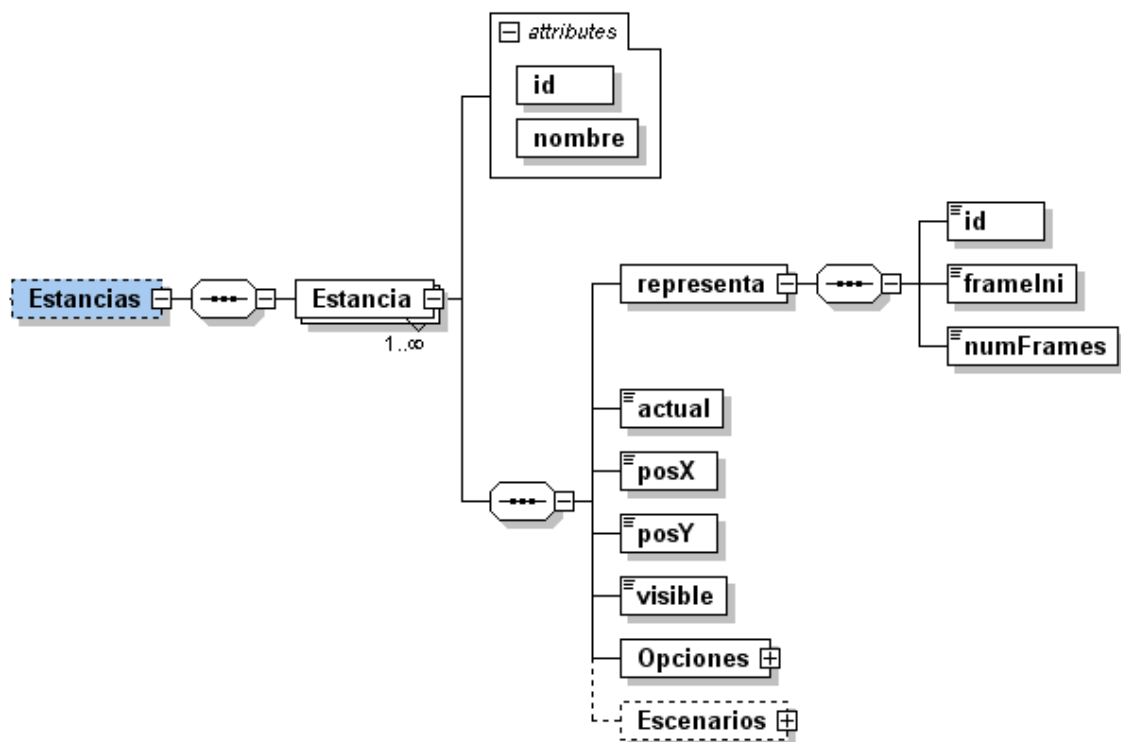 attributes
id
nombre
id
Estancias
Estancia
representa
frameIni
1..∞
numFrames
actual
posX
posY
visible
Opciones
Escenarios